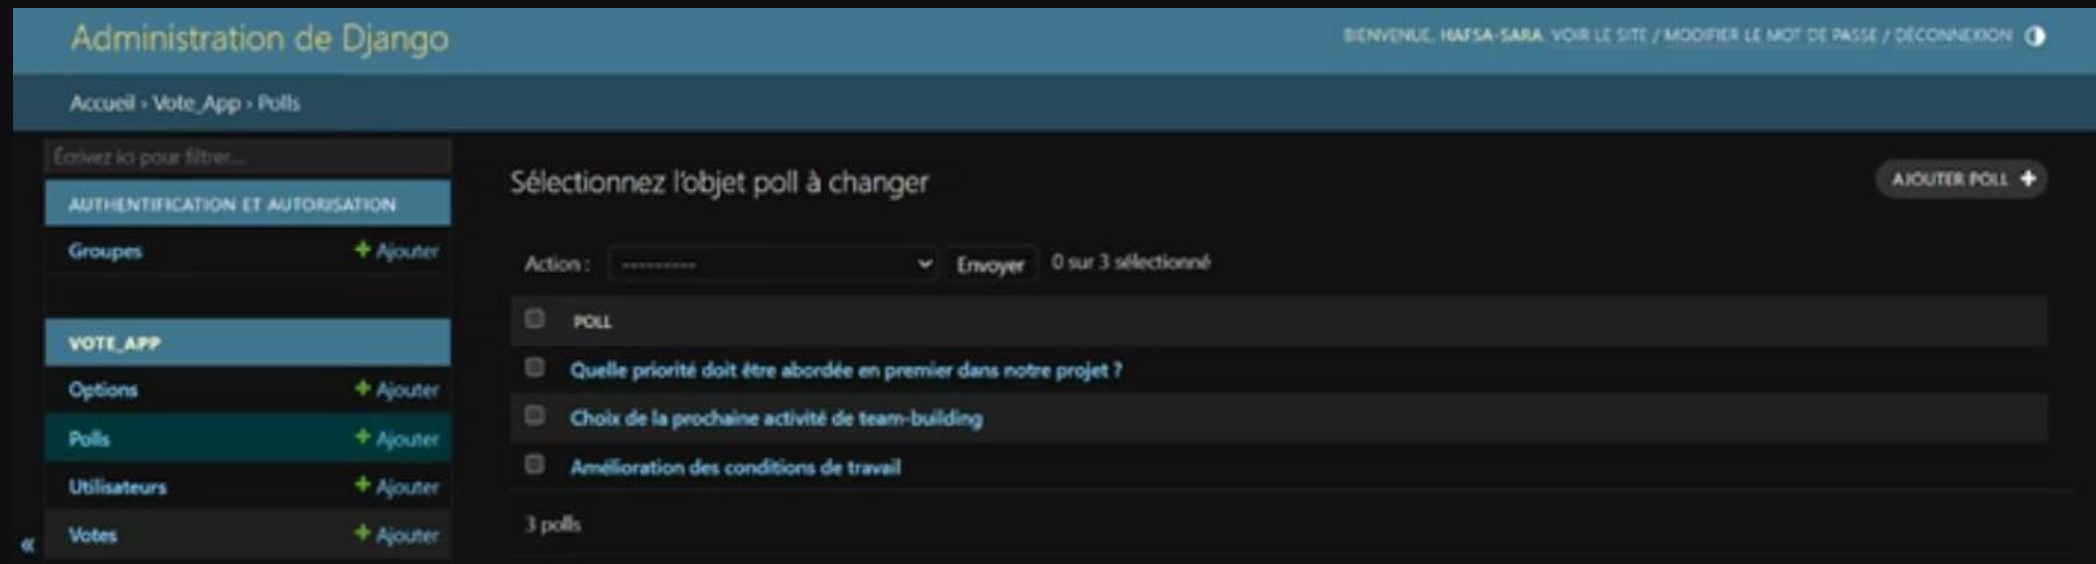 Administration de Django
BIENVENUE, HAFSA-SARA. VOIR LE SITE / MODIFIER LE MOT DE PASSE / DÉCONNEXION
Accueil › Vote_App › Polls
Écrivez ici pour filtrer…
AUTHENTIFICATION ET AUTORISATION
Groupes + Ajouter
VOTE_APP
Options + Ajouter
Polls + Ajouter
Utilisateurs + Ajouter
Votes + Ajouter
«
Sélectionnez l'objet poll à changer
AJOUTER POLL +
Action : --------- Envoyer 0 sur 3 sélectionné
POLL
Quelle priorité doit être abordée en premier dans notre projet ?
Choix de la prochaine activité de team-building
Amélioration des conditions de travail
3 polls